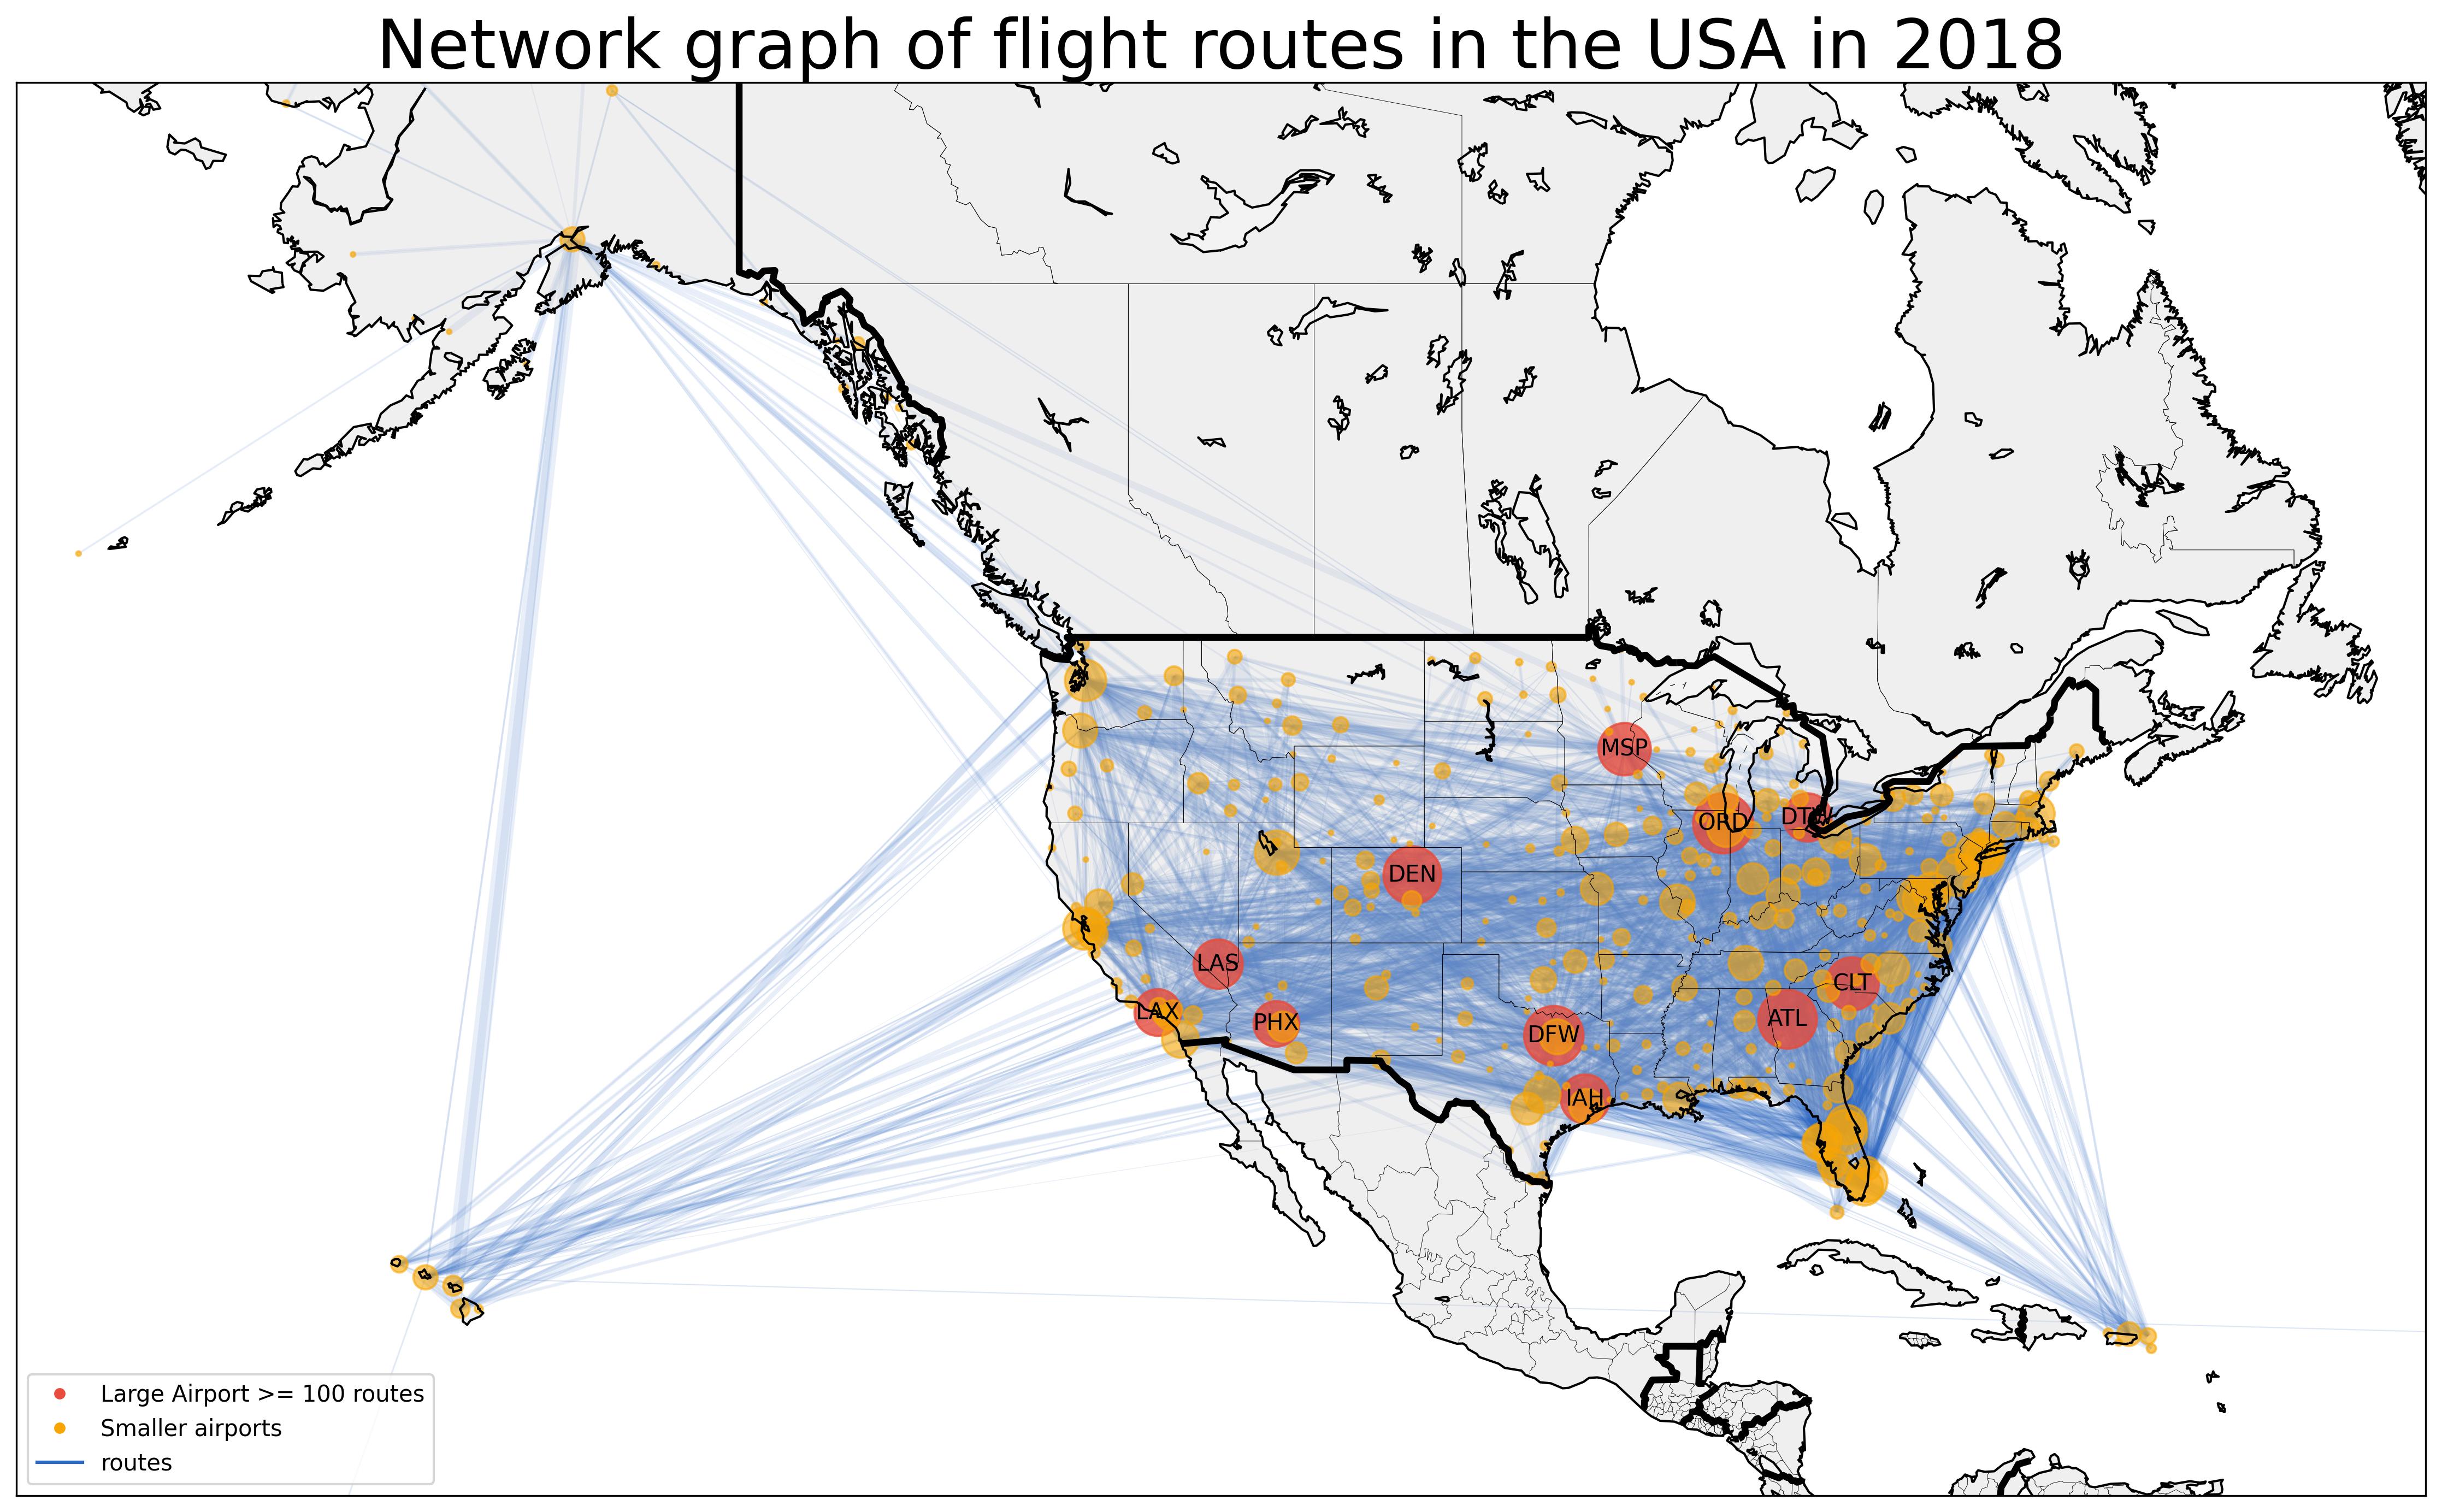 Network graph of flight routes in the USA in 2018
MSP
ORD
DTW
DEN
LAS
CLT
LAX
PHX
DFW
ATL
IAH
Large Airport >= 100 routes
Smaller airports
routes